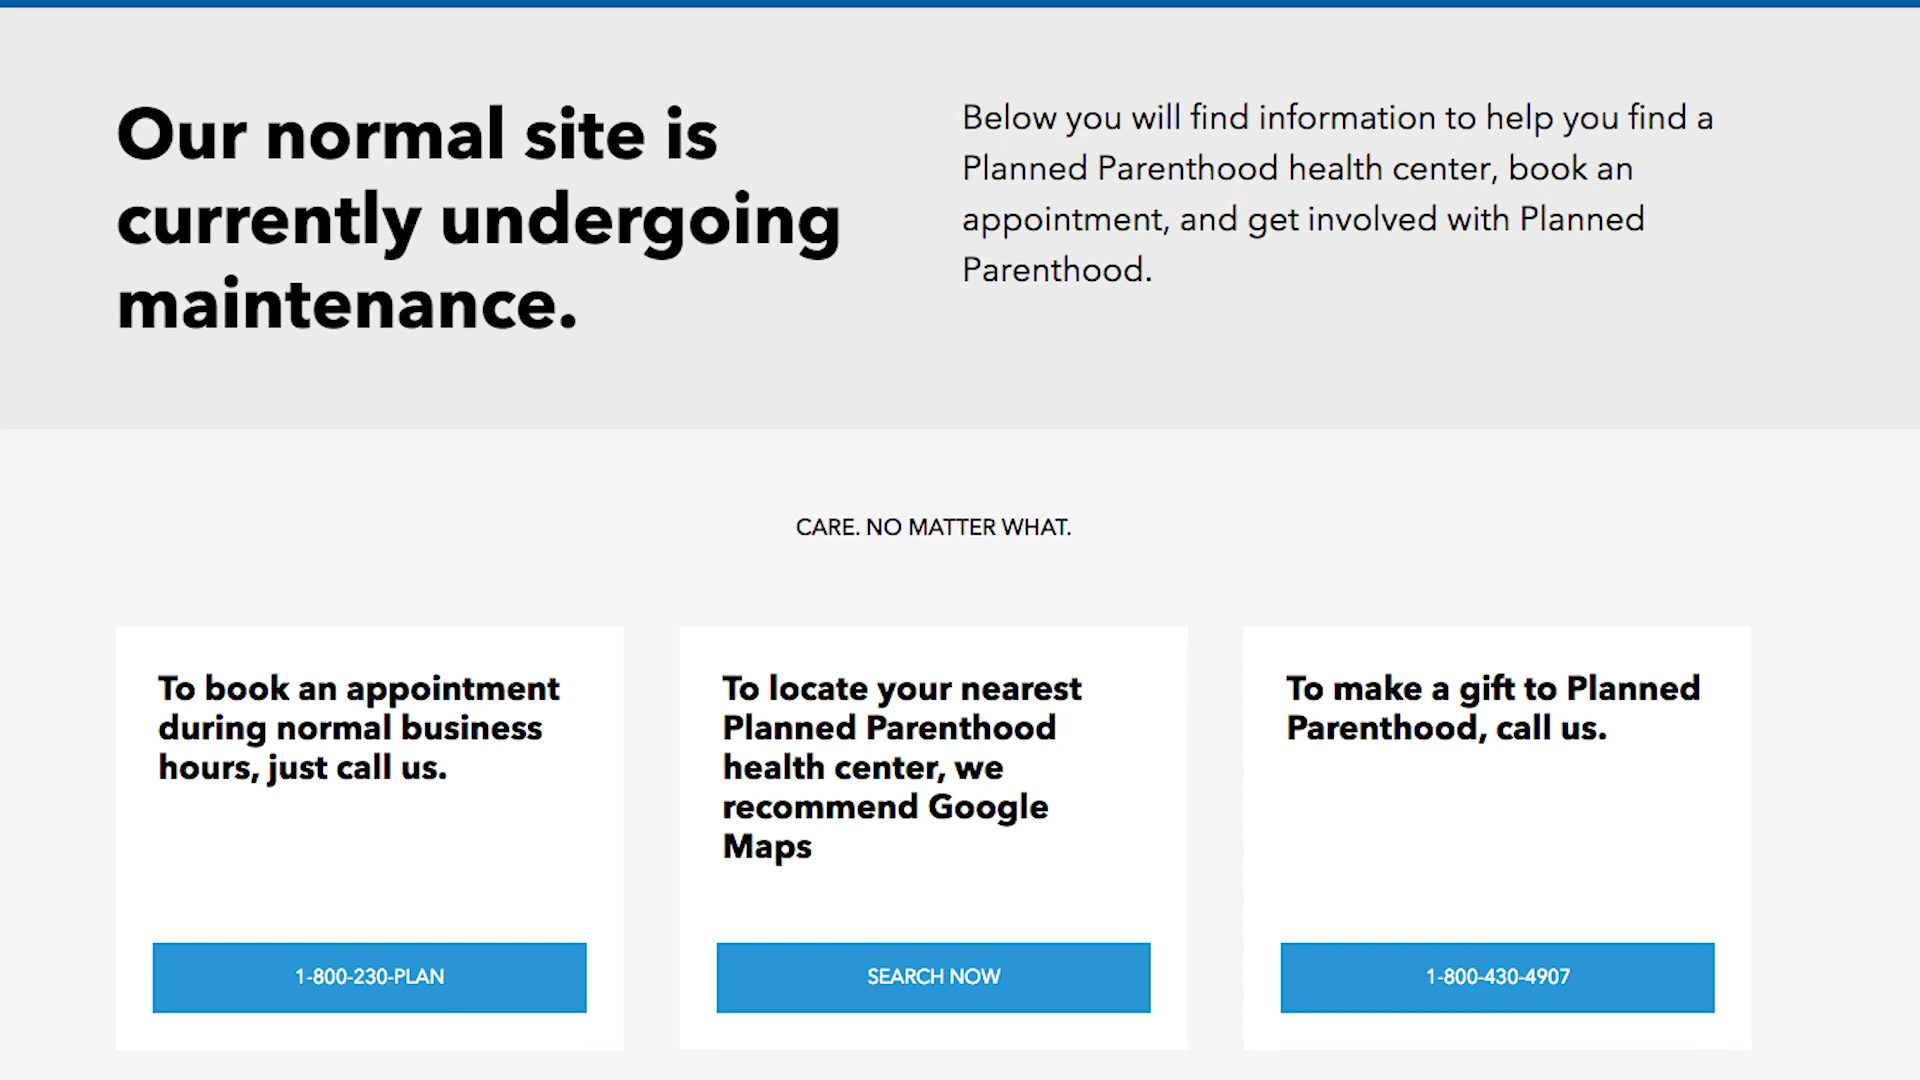 Our normal site is
currently undergoing
maintenance.
Below you will find information to help you find a
Planned Parenthood health center, book an
appointment, and get involved with Planned
Parenthood.
CARE. NO MATTER WHAT.
To book an appointment
during normal business
hours, just call us.
1-800-230-PLAN
To locate your nearest
Planned Parenthood
health center, we
recommend Google
Maps
SEARCH NOW
To make a gift to Planned
Parenthood, call us.
1-800-430-4907